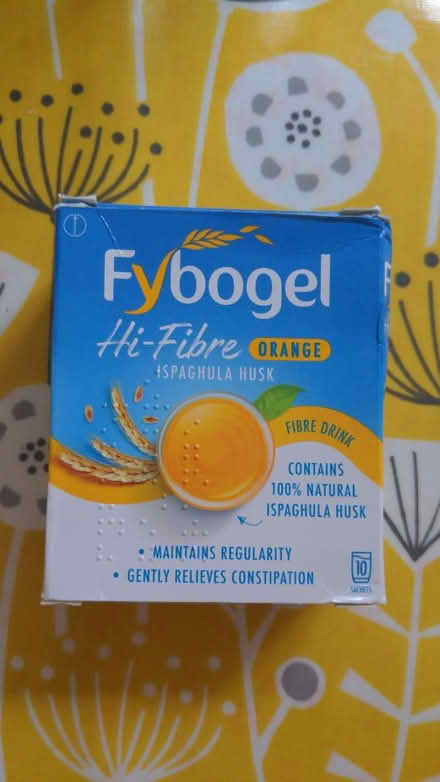 Fybogel
Hi-Fibre ORANGE
ISPAGHULA HUSK
FIBRE DRINK
CONTAINS
100% NATURAL
ISPAGHULA HUSK
• MAINTAINS REGULARITY
• GENTLY RELIEVES CONSTIPATION
10
SACHETS